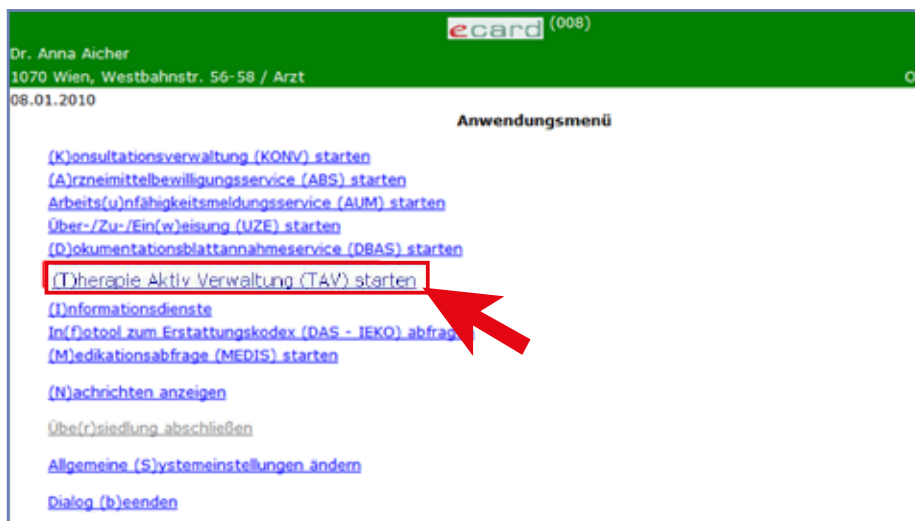 ecard (008)
Dr. Anna Aicher
1070 Wien, Westbahnstr. 56-58 / Arzt
08.01.2010
Anwendungsmenü
(K)onsultationsverwaltung (KONV) starten
(A)rzneimittelbewilligungsservice (ABS) starten
Arbeits(u)nfähigkeitsmeldungsservice (AUM) starten
Über-/Zu-/Ein(w)eisung (UZE) starten
(D)okumentationsblattannahmeservice (DBAS) starten
(T)herapie Aktiv Verwaltung (TAV) starten
(I)nformationsdienste
In(f)otool zum Erstattungskodex (DAS - IEKO)
(M)edikationsabfrage (MEDIS) starten
(N)achrichten anzeigen
Übe(r)siedlung abschließen
Allgemeine (S)ystemeinstellungen ändern
Dialog (b)eenden